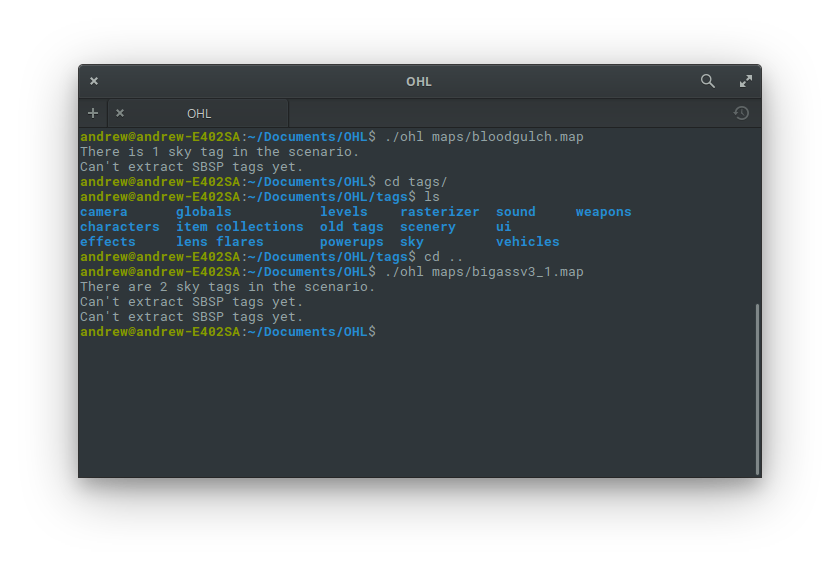 OHL
OHL
andrew@andrew-E402SA:~/Documents/OHL$ ./ohl maps/bloodgulch.map
There is 1 sky tag in the scenario.
Can't extract SBSP tags yet.
andrew@andrew-E402SA:~/Documents/OHL$ cd tags/
andrew@andrew-E402SA:~/Documents/OHL/tags$ ls
camera      globals           levels    rasterizer  sound     weapons
characters  item collections  old tags  scenery     ui
effects     lens flares       powerups  sky         vehicles
andrew@andrew-E402SA:~/Documents/OHL/tags$ cd ..
andrew@andrew-E402SA:~/Documents/OHL$ ./ohl maps/bigassv3_1.map
There are 2 sky tags in the scenario.
Can't extract SBSP tags yet.
Can't extract SBSP tags yet.
andrew@andrew-E402SA:~/Documents/OHL$